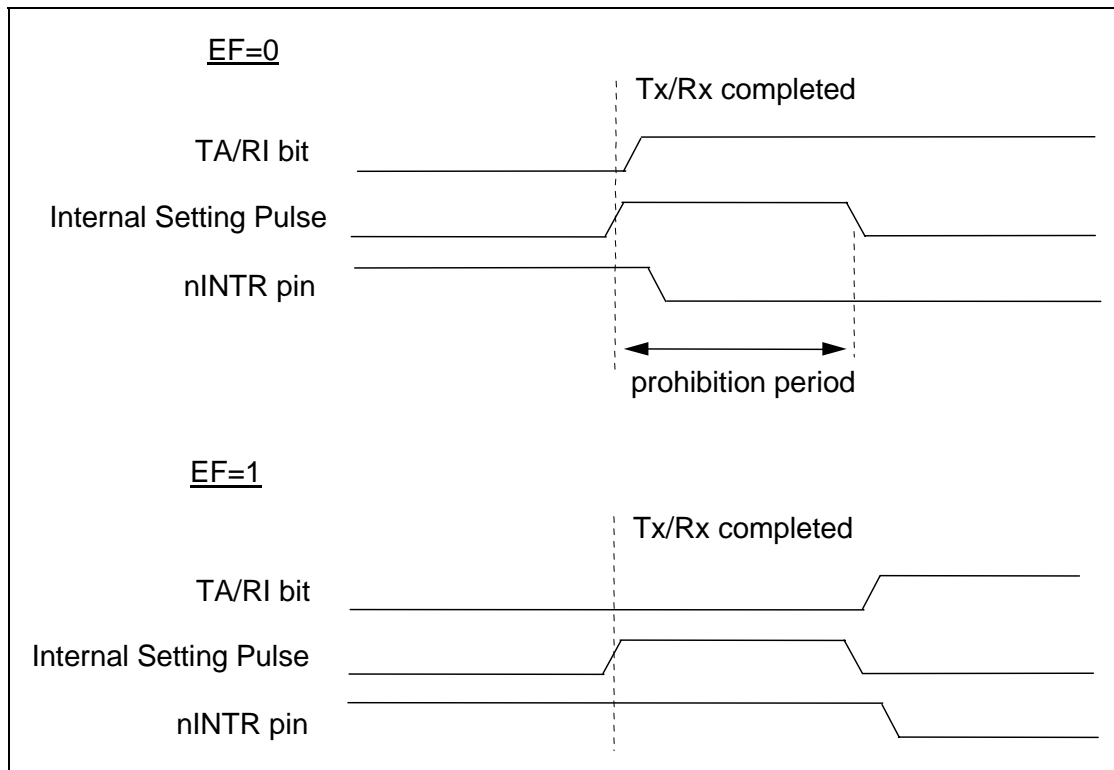 EF=0
Tx/Rx completed
TA/RI bit
Internal Setting Pulse
nINTR pin
prohibition period
EF=1
Tx/Rx completed
TA/RI bit
Internal Setting Pulse
nINTR pin